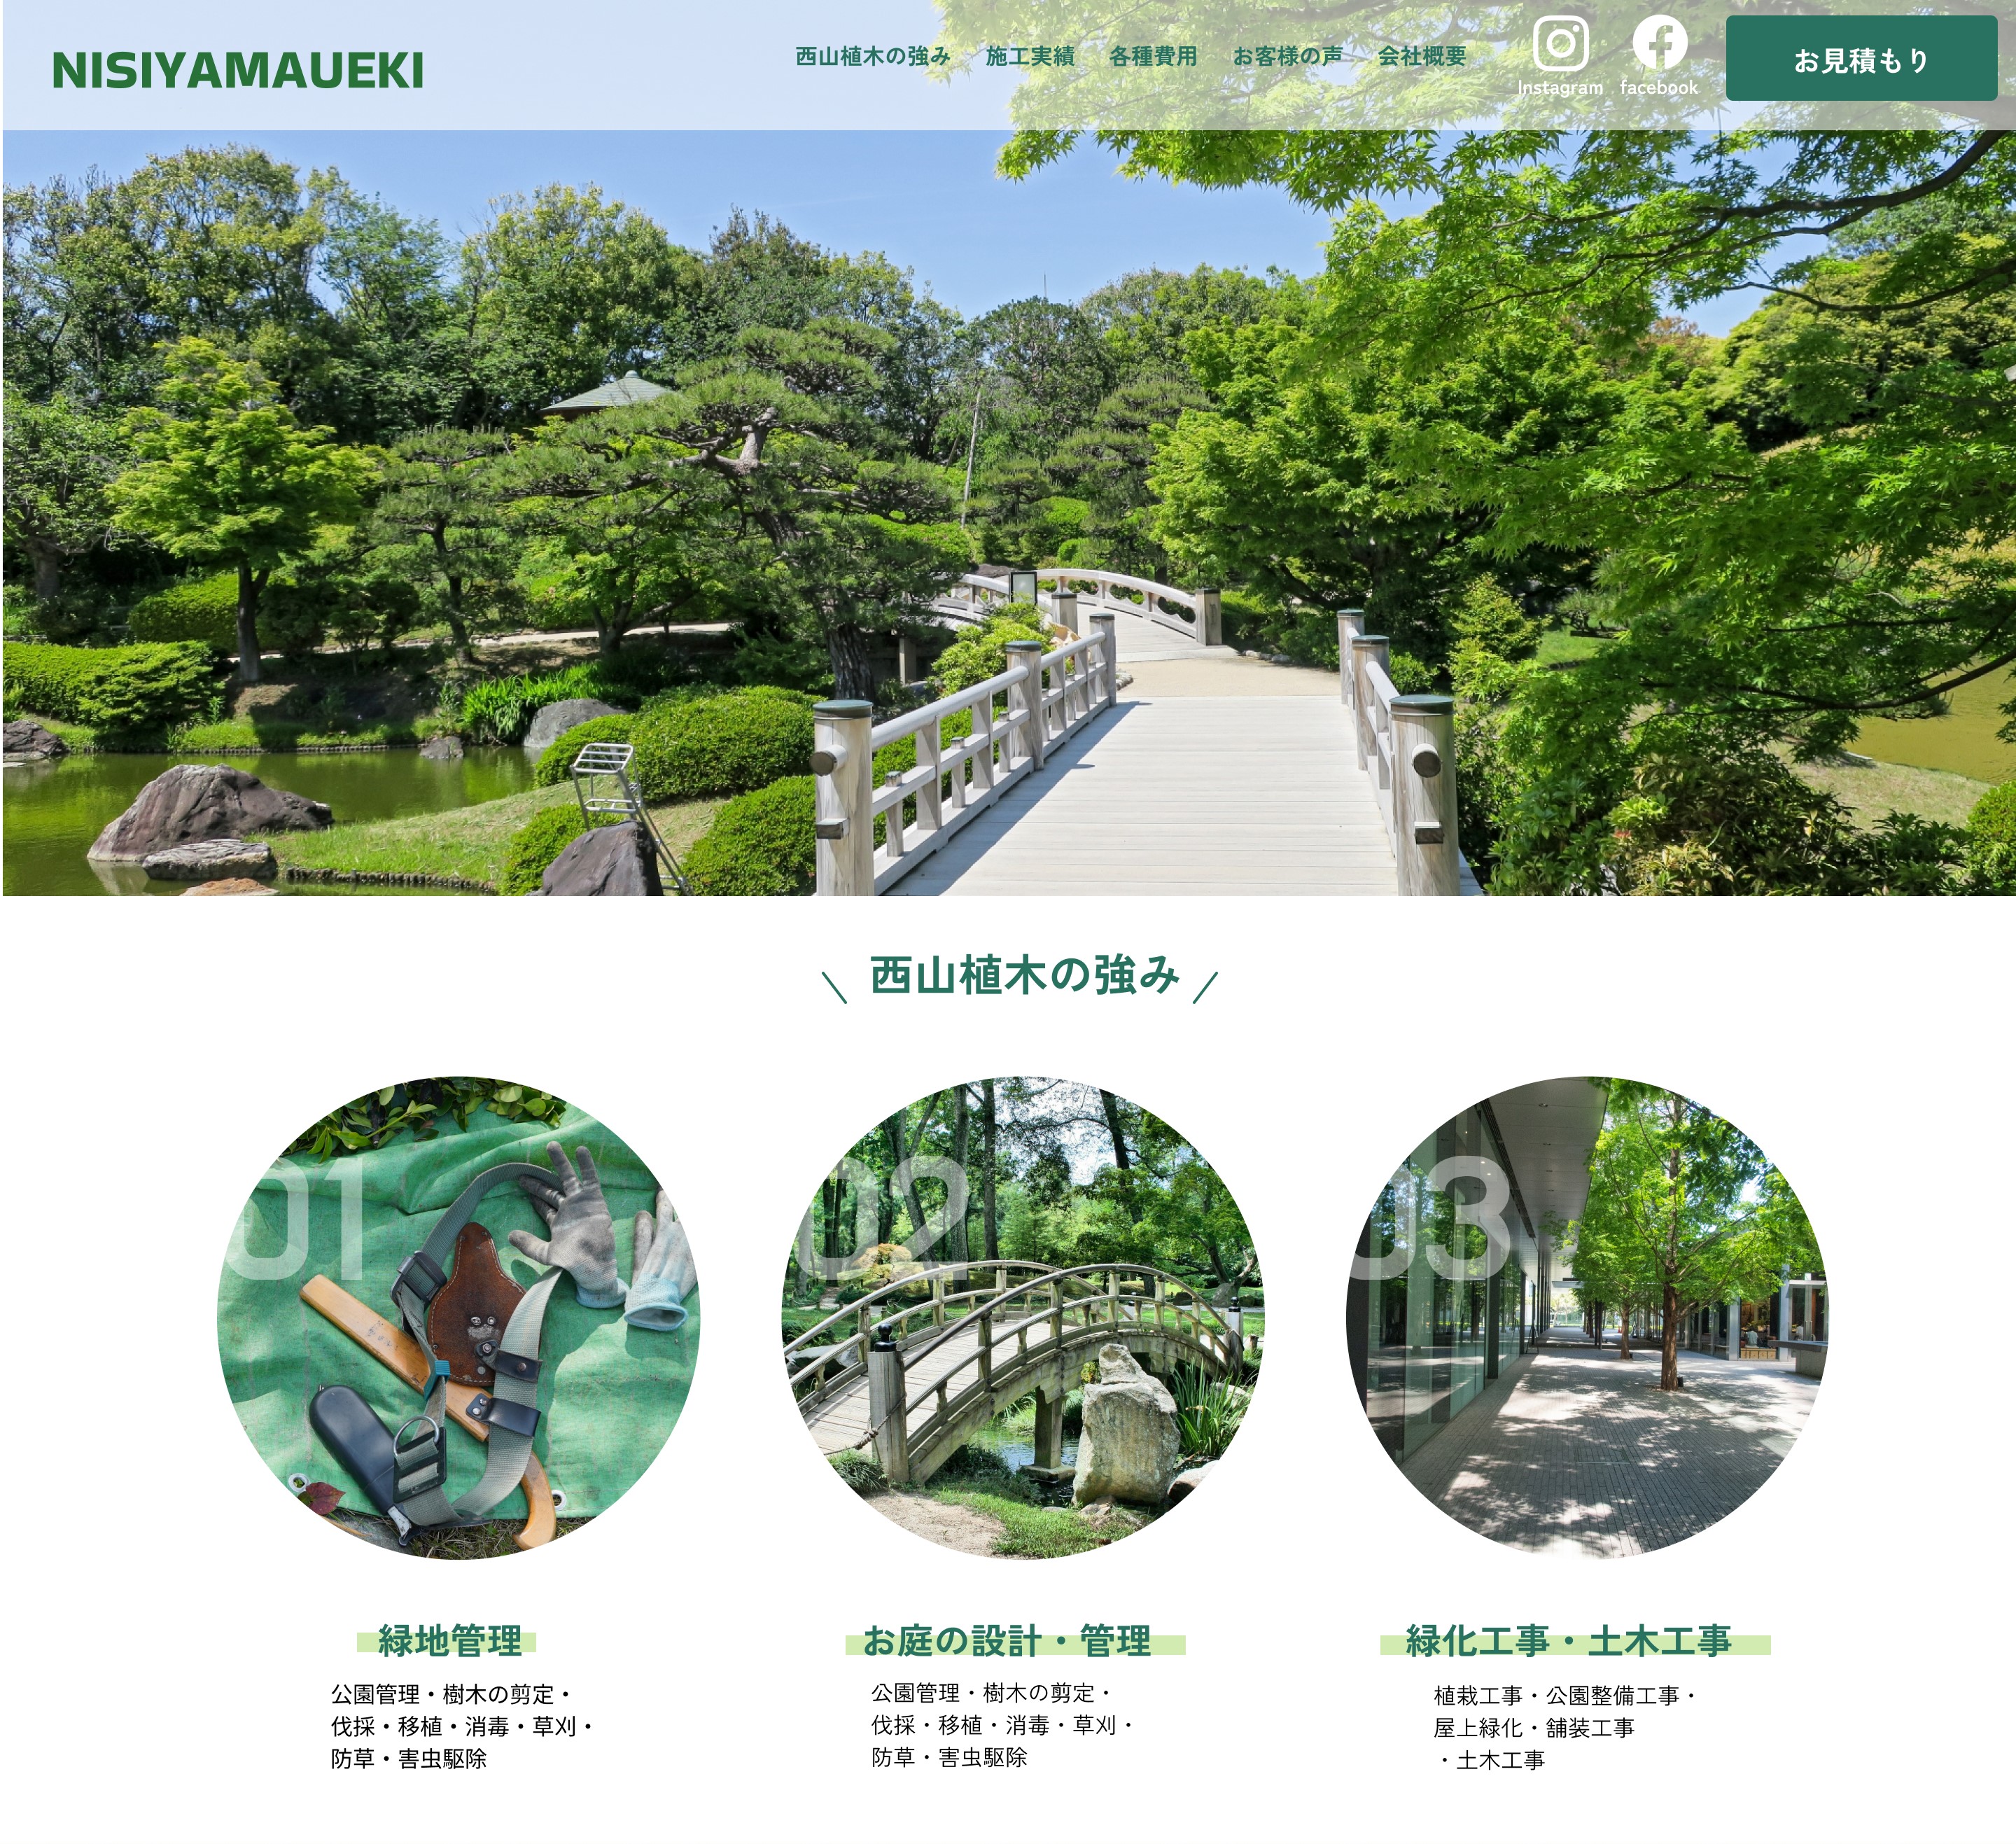 NISIYAMAUEKI
西山植木の強み 施工実績 各種費用 お客様の声 会社概要
Instagram facebook
お見積もり
西山植木の強み
01
02
03
緑地管理
公園管理・樹木の剪定・
伐採・移植・消毒・草刈・
防草・害虫駆除
お庭の設計・管理
公園管理・樹木の剪定・
伐採・移植・消毒・草刈・
防草・害虫駆除
緑化工事・土木工事
植栽工事・公園整備工事・
屋上緑化・舗装工事
・土木工事